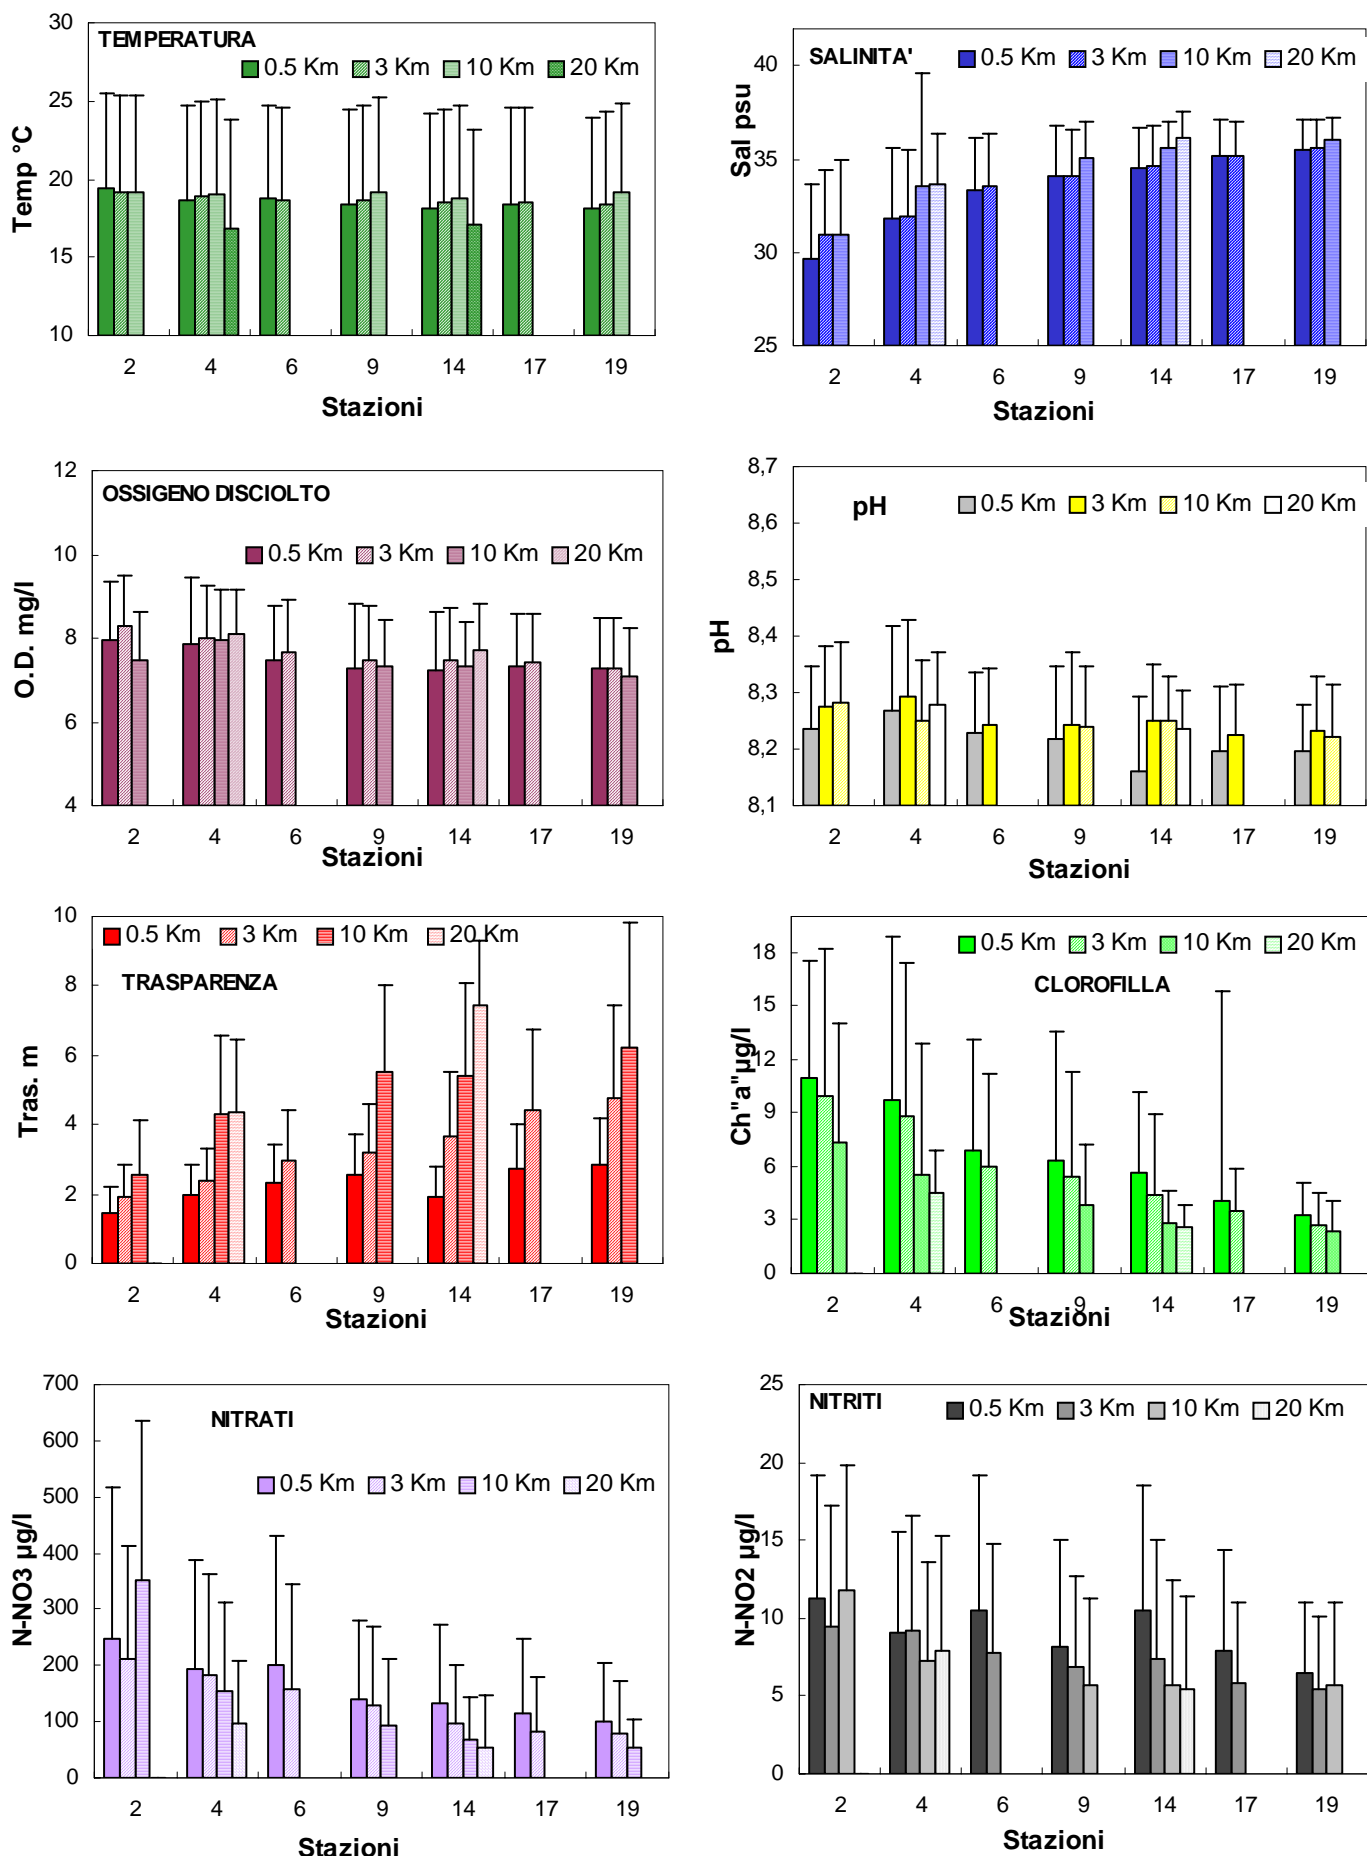 TEMPERATURA
0.5 Km 3 Km 10 Km 20 Km
Temp °C
30
25
20
15
10
2 4 6 9 14 17 19
Stazioni
SALINITA'
0.5 Km 3 Km 10 Km 20 Km
Sal psu
40
35
30
25
2 4 6 9 14 17 19
Stazioni
OSSIGENO DISCIOLTO
0.5 Km 3 Km 10 Km 20 Km
O.D. mg/l
12
10
8
6
4
2 4 6 9 14 17 19
Stazioni
pH
0.5 Km 3 Km 10 Km 20 Km
pH
8,7
8,6
8,5
8,4
8,3
8,2
8,1
2 4 6 9 14 17 19
Stazioni
0.5 Km 3 Km 10 Km 20 Km
TRASPARENZA
Tras. m
10
8
6
4
2
0
2 4 6 9 14 17 19
Stazioni
0.5 Km 3 Km 10 Km 20 Km
CLOROFILLA
Ch"a"µg/l
18
15
12
9
6
3
0
2 4 6 9 14 17 19
Stazioni
NITRATI
0.5 Km 3 Km 10 Km 20 Km
N-NO3 µg/l
700
600
500
400
300
200
100
0
2 4 6 9 14 17 19
Stazioni
NITRITI
0.5 Km 3 Km 10 Km 20 Km
N-NO2 µg/l
25
20
15
10
5
0
2 4 6 9 14 17 19
Stazioni